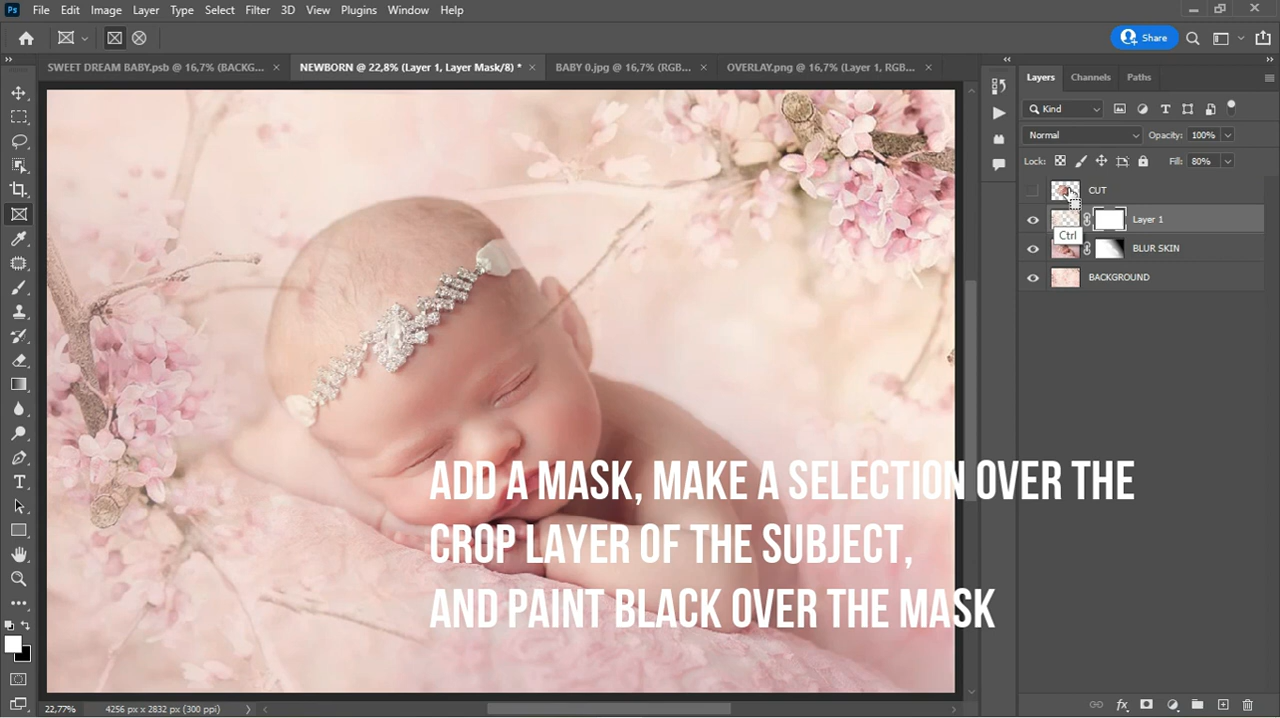 Ps File Edit Image Layer Type Select Filter 3D View Plugins Window Help
Share
SWEET DREAM BABY.psb @ 16,7% (BACKG... × NEWBORN @ 22,8% (Layer 1, Layer Mask/8) * × BABY 0.jpg @ 16,7% (RGB... × OVERLAY.png @ 16,7% (Layer 1, RGB... ×
Layers Channels Paths
Kind
Normal Opacity: 100%
Lock: Fill: 80%
CUT
Layer 1
Ctrl
BLUR SKIN
BACKGROUND
ADD A MASK, MAKE A SELECTION OVER THE
CROP LAYER OF THE SUBJECT,
AND PAINT BLACK OVER THE MASK
22,77% 4256 px x 2832 px (300 ppi)